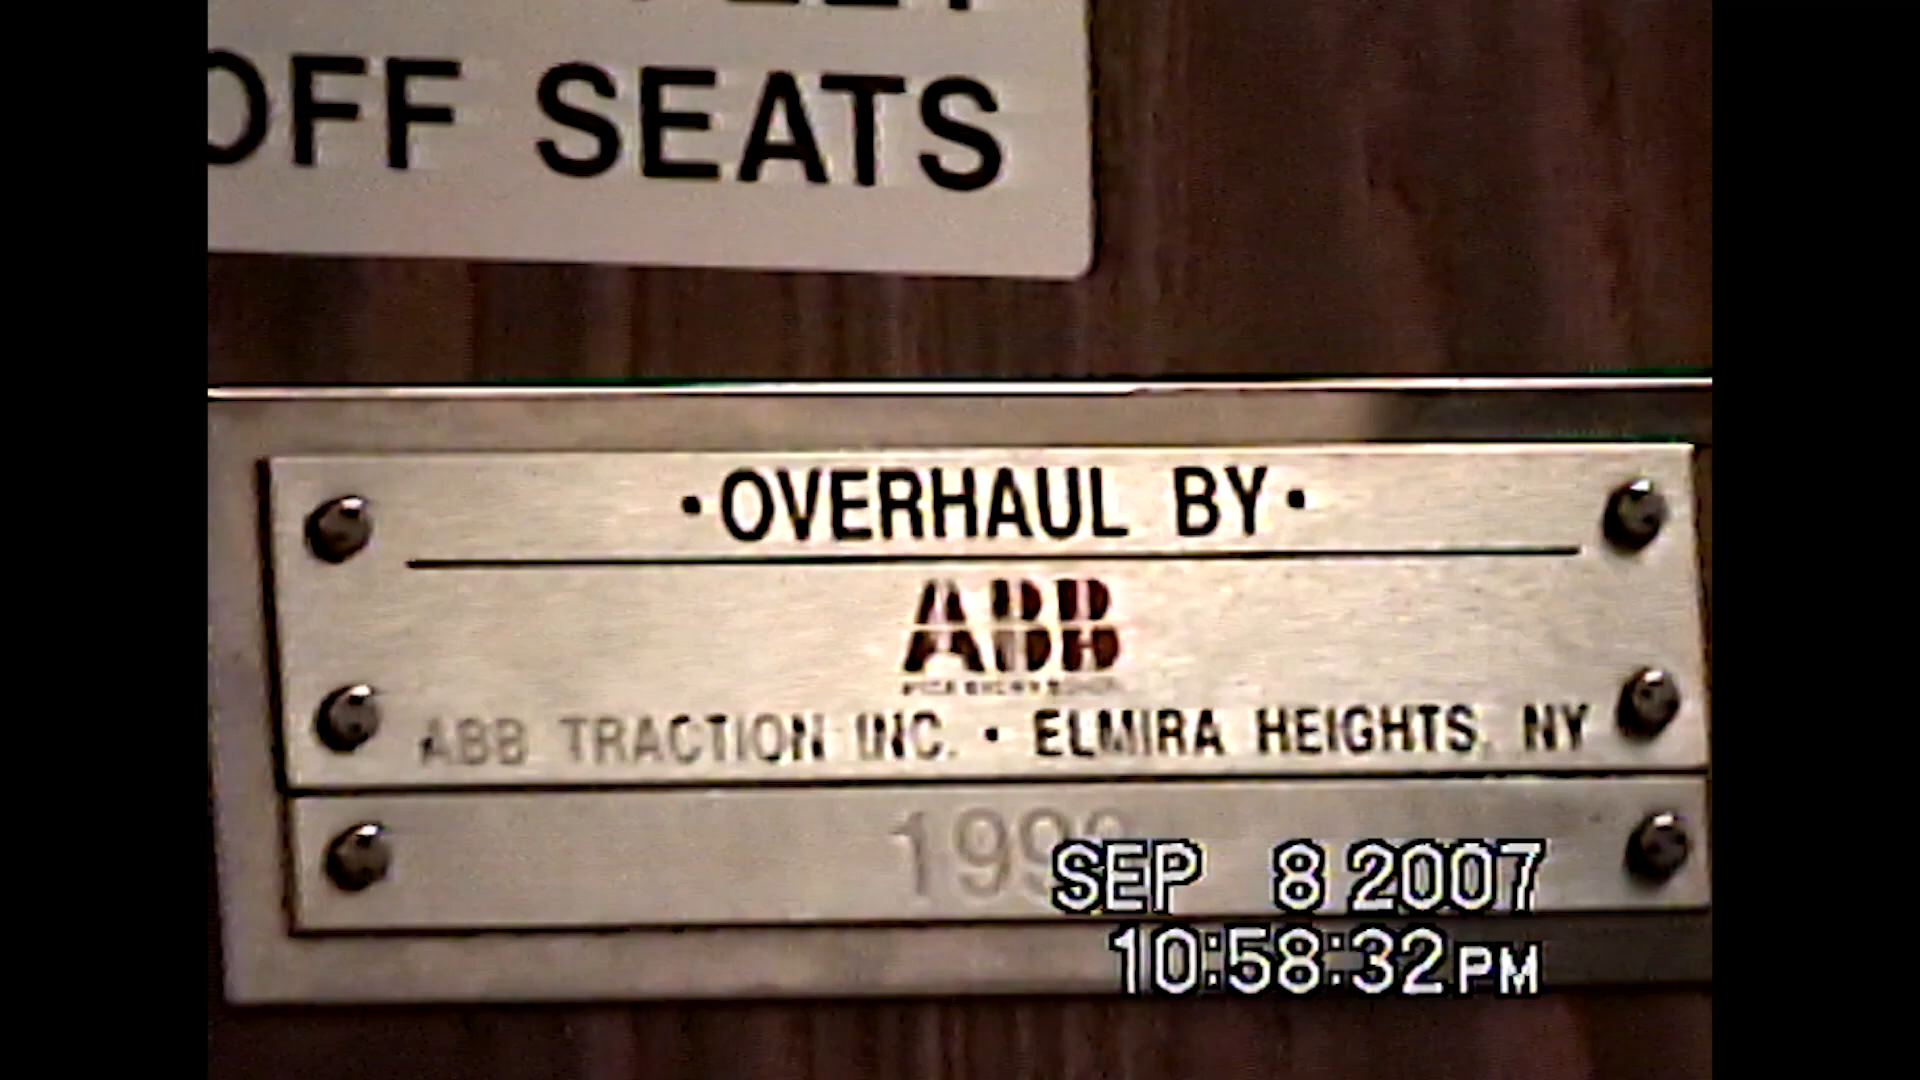 OFF SEATS
·OVERHAUL BY·
ABB
ABB TRACTION INC. · ELMIRA HEIGHTS, NY
SEP 8 2007
10:58:32 PM